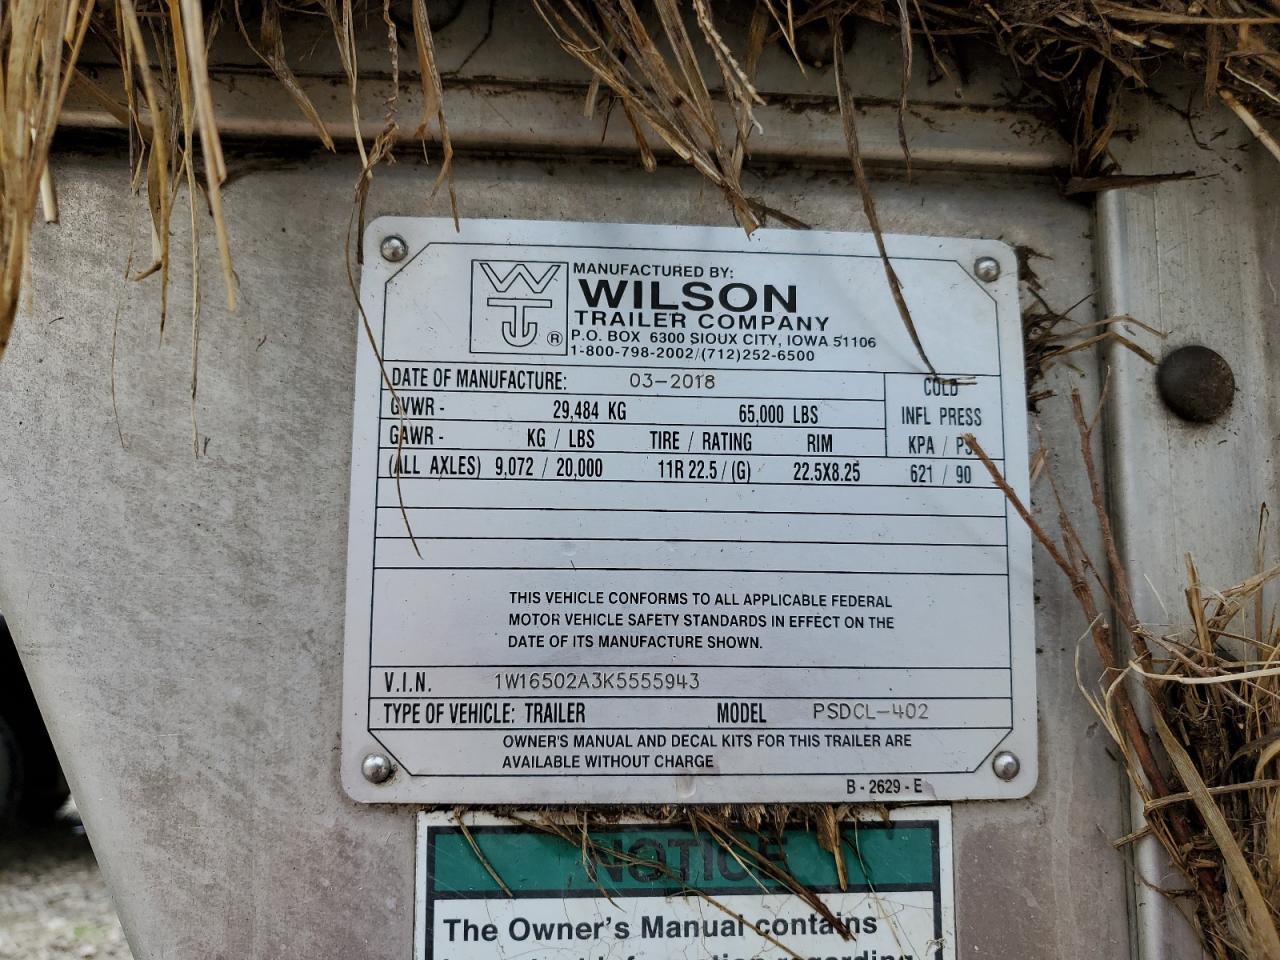 MANUFACTURED BY:
WILSON
TRAILER COMPANY
P.O. BOX 6300 SIOUX CITY, IOWA 51106
® 1-800-798-2002/(712)252-6500
DATE OF MANUFACTURE: 03-2018 COLD
GVWR - 29,484 KG 65,000 LBS INFL PRESS
GAWR - KG / LBS TIRE / RATING RIM KPA /
(ALL AXLES) 9,072 / 20,000 11R 22.5 / (G) 22.5X8.25 621 / 90
THIS VEHICLE CONFORMS TO ALL APPLICABLE FEDERAL
MOTOR VEHICLE SAFETY STANDARDS IN EFFECT ON THE
DATE OF ITS MANUFACTURE SHOWN.
V.I.N. 1W16502A3K5555943
TYPE OF VEHICLE: TRAILER MODEL PSDCL-402
OWNER'S MANUAL AND DECAL KITS FOR THIS TRAILER ARE
AVAILABLE WITHOUT CHARGE
B - 2629 - E
NOTICE
The Owner's Manual contains